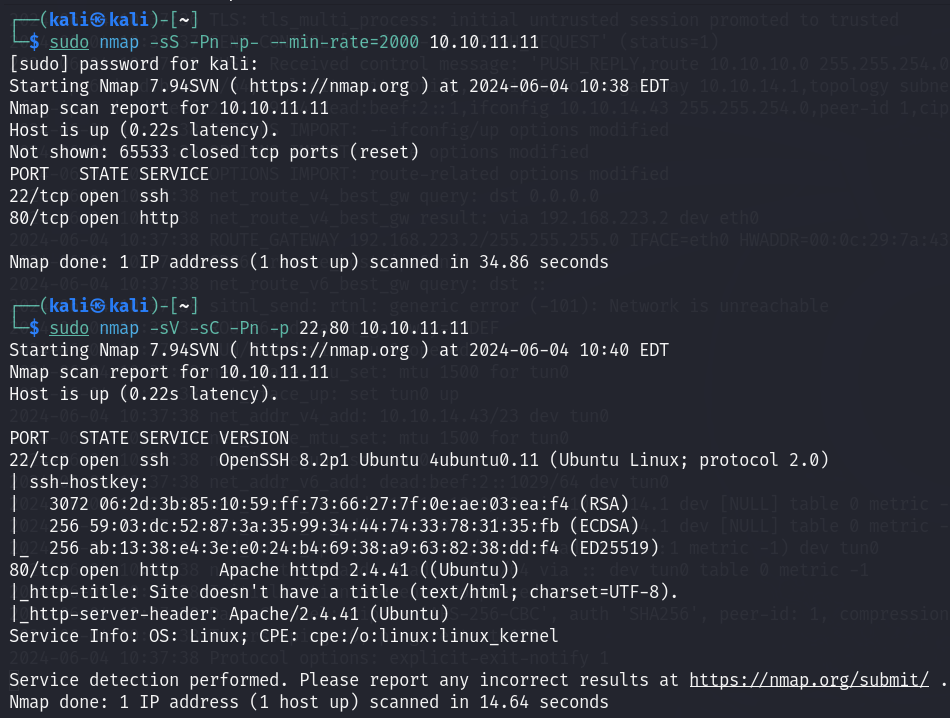 ┌──(kali㉿kali)-[~]
└─$ sudo nmap -sS -Pn -p- --min-rate=2000 10.10.11.11
[sudo] password for kali:
Starting Nmap 7.94SVN ( https://nmap.org ) at 2024-06-04 10:38 EDT
Nmap scan report for 10.10.11.11
Host is up (0.22s latency).
Not shown: 65533 closed tcp ports (reset)
PORT   STATE SERVICE
22/tcp open  ssh
80/tcp open  http
Nmap done: 1 IP address (1 host up) scanned in 34.86 seconds
┌──(kali㉿kali)-[~]
└─$ sudo nmap -sV -sC -Pn -p 22,80 10.10.11.11
Starting Nmap 7.94SVN ( https://nmap.org ) at 2024-06-04 10:40 EDT
Nmap scan report for 10.10.11.11
Host is up (0.22s latency).
PORT   STATE SERVICE VERSION
22/tcp open  ssh     OpenSSH 8.2p1 Ubuntu 4ubuntu0.11 (Ubuntu Linux; protocol 2.0)
| ssh-hostkey:
|   3072 06:2d:3b:85:10:59:ff:73:66:27:7f:0e:ae:03:ea:f4 (RSA)
|   256 59:03:dc:52:87:3a:35:99:34:44:74:33:78:31:35:fb (ECDSA)
|_  256 ab:13:38:e4:3e:e0:24:b4:69:38:a9:63:82:38:dd:f4 (ED25519)
80/tcp open  http    Apache httpd 2.4.41 ((Ubuntu))
|_http-title: Site doesn't have a title (text/html; charset=UTF-8).
|_http-server-header: Apache/2.4.41 (Ubuntu)
Service Info: OS: Linux; CPE: cpe:/o:linux:linux_kernel
Service detection performed. Please report any incorrect results at https://nmap.org/submit/ .
Nmap done: 1 IP address (1 host up) scanned in 14.64 seconds